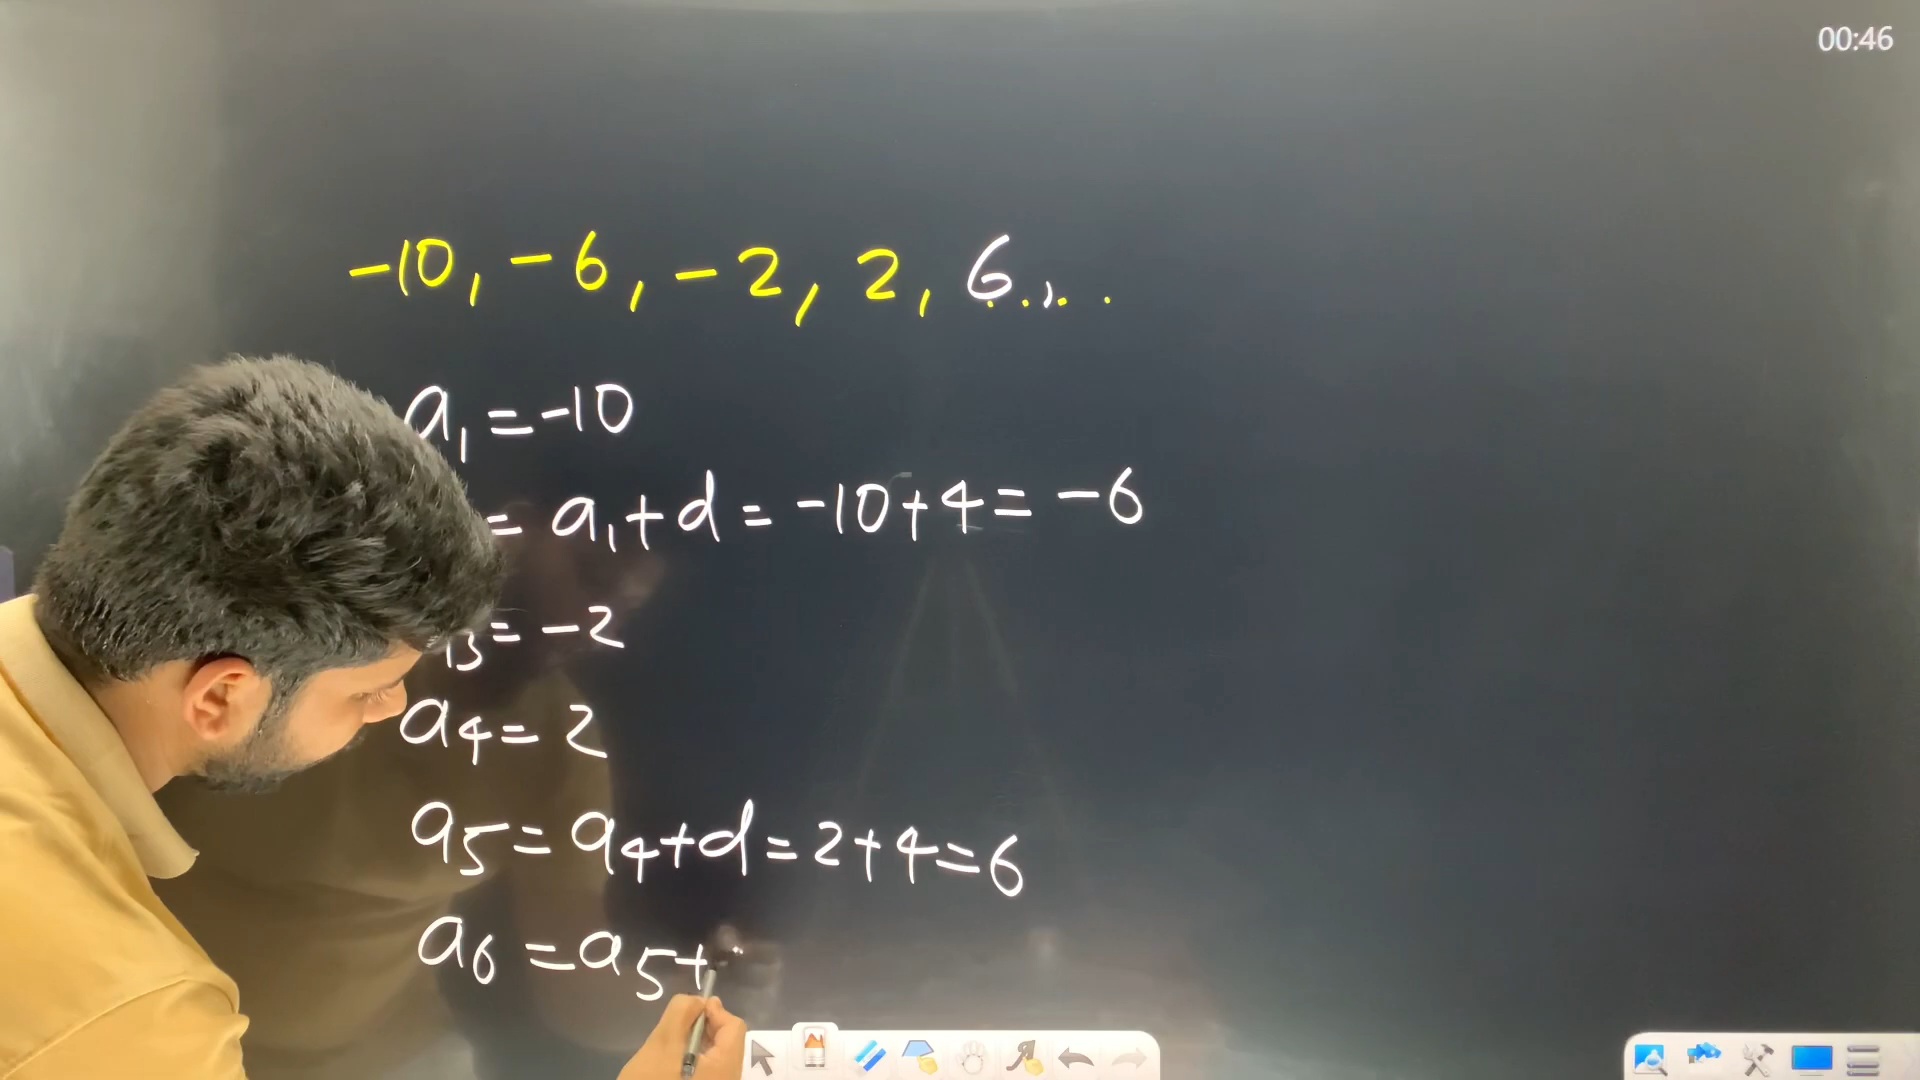 00:46
-10, -6, -2, 2, 6, ...
a₁ = -10
= a₁ + d = -10 + 4 = -6
₃ = -2
a₄ = 2
a₅ = a₄ + d = 2 + 4 = 6
a₆ = a₅ +